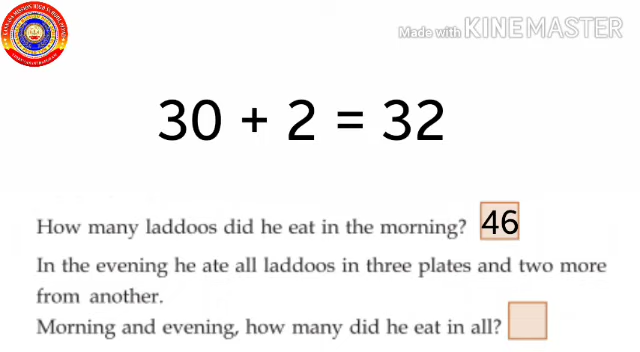 Made with KINEMASTER
30 + 2 = 32
How many laddoos did he eat in the morning? 46
In the evening he ate all laddoos in three plates and two more
from another.
Morning and evening, how many did he eat in all?